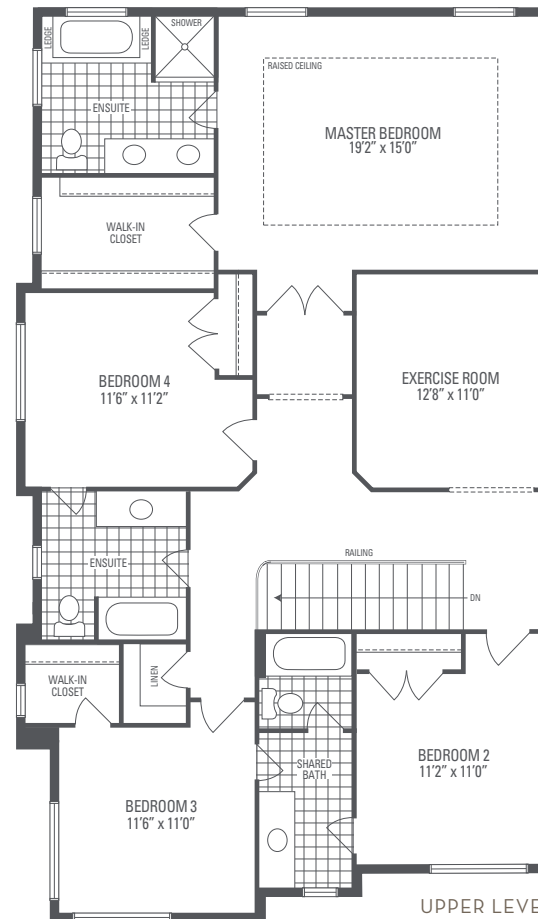 LEDGE
LEDGE
SHOWER
ENSUITE
RAISED CEILING
MASTER BEDROOM
19'2" x 15'0"
WALK-IN
CLOSET
BEDROOM 4
11'6" x 11'2"
EXERCISE ROOM
12'8" x 11'0"
ENSUITE
RAILING
DN
WALK-IN
CLOSET
LINEN
SHARED
BATH
BEDROOM 2
11'2" x 11'0"
BEDROOM 3
11'6" x 11'0"
UPPER LEVE